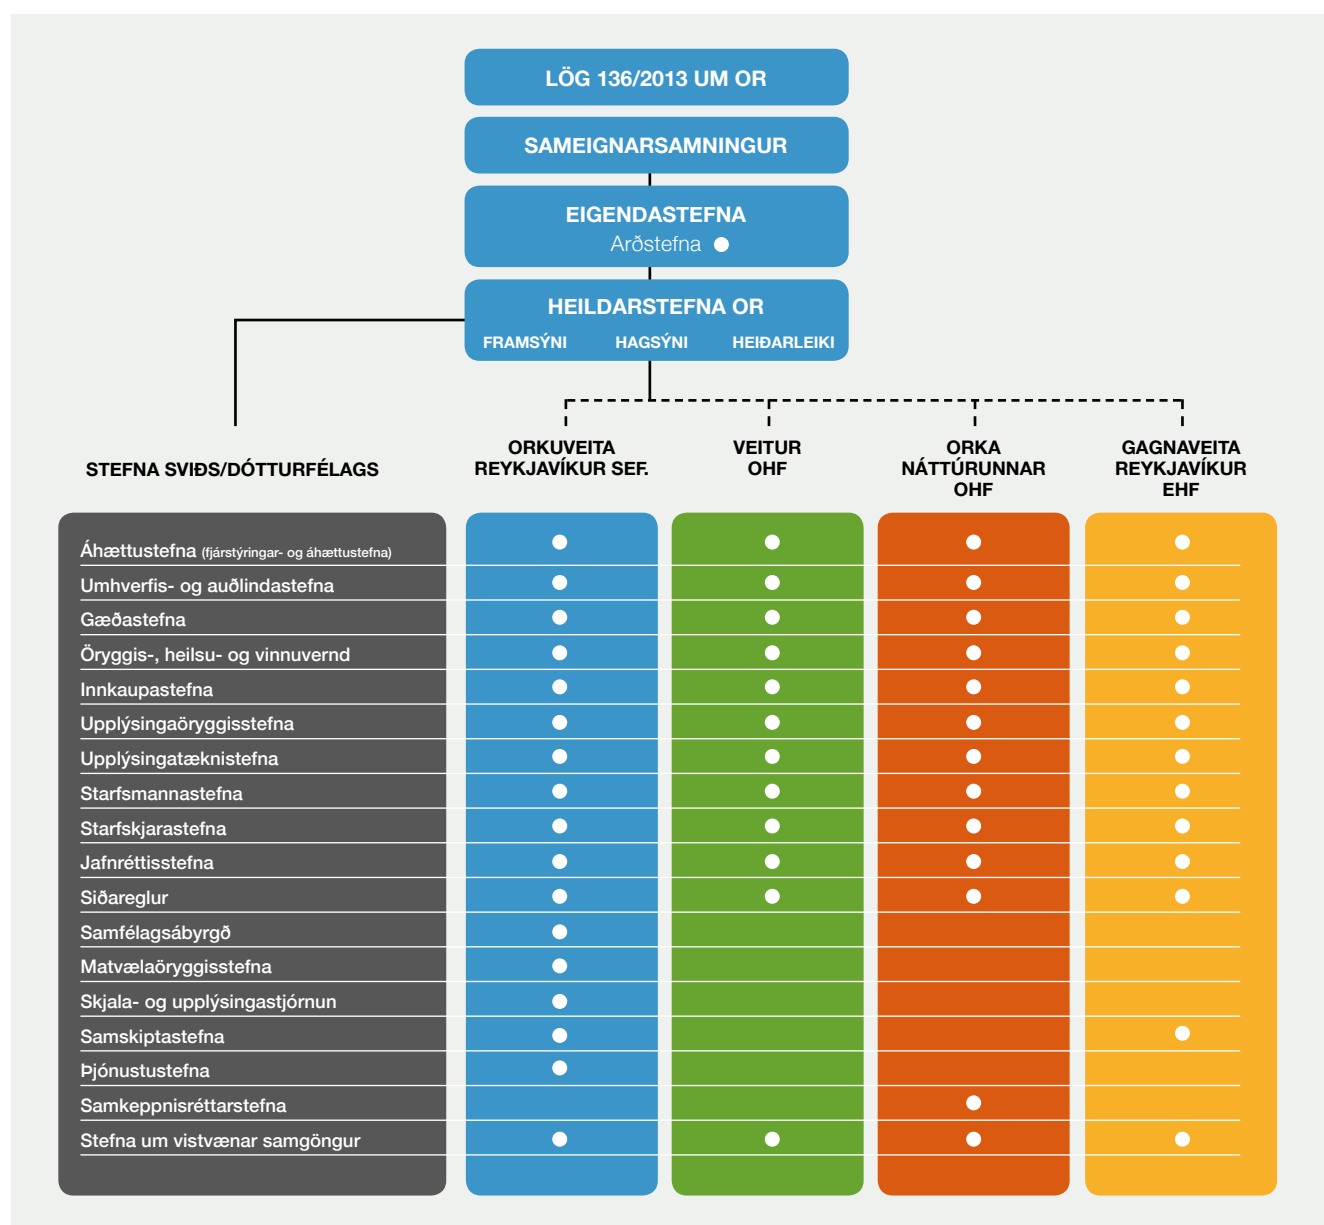 LÖG 136/2013 UM OR
SAMEIGNARSAMNINGUR
EIGENDASTEFNA
Arðstefna
HEILDARSTEFNA OR
FRAMSÝNI HAGSÝNI HEIÐARLEIKI
STEFNA SVIÐS/DÓTTURFÉLAGS
ORKUVEITA
REYKJAVÍKUR SEF.
VEITUR
OHF
ORKA
NÁTTÚRUNNAR
OHF
GAGNAVEITA
REYKJAVÍKUR
EHF
Áhættustefna (fjárstýringar- og áhættustefna)
Umhverfis- og auðlindastefna
Gæðastefna
Öryggis-, heilsu- og vinnuvernd
Innkaupastefna
Upplýsingaöryggisstefna
Upplýsingatæknistefna
Starfsmannastefna
Starfskjarastefna
Jafnréttisstefna
Siðareglur
Samfélagsábyrgð
Matvælaöryggisstefna
Skjala- og upplýsingastjórnun
Samskiptastefna
Þjónustustefna
Samkeppnisréttarstefna
Stefna um vistvænar samgöngur